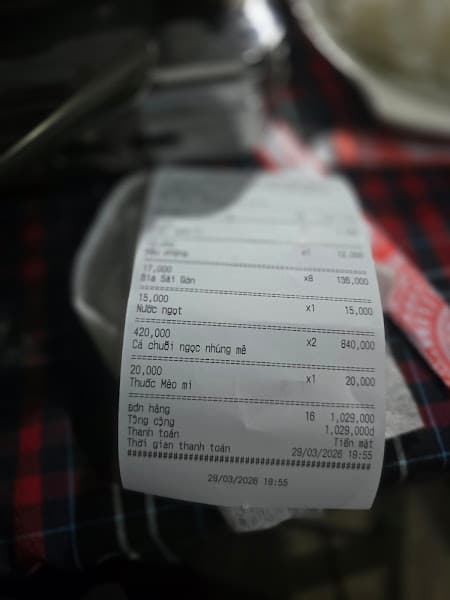 x1 12,000
17,000
Bia Sài Gòn x8 136,000
15,000
Nước ngọt x1 15,000
420,000
Cá chuối ngọc nhúng mẻ x2 840,000
20,000
Thuốc Mèo mi x1 20,000
Đơn hàng 16 1,029,000
Tổng cộng 1,029,000đ
Thanh toán Tiền mặt
Thời gian thanh toán 29/03/2026 19:55
29/03/2026 19:55